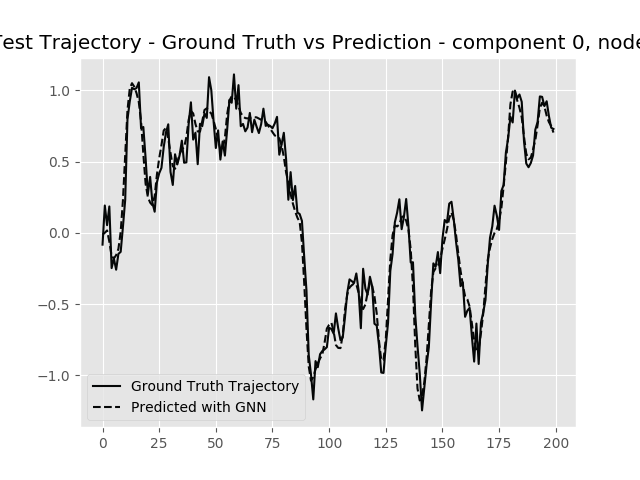 Test Trajectory - Ground Truth vs Prediction - component 0, node
1.0
0.5
0.0
−0.5
−1.0
Ground Truth Trajectory
Predicted with GNN
0 25 50 75 100 125 150 175 200